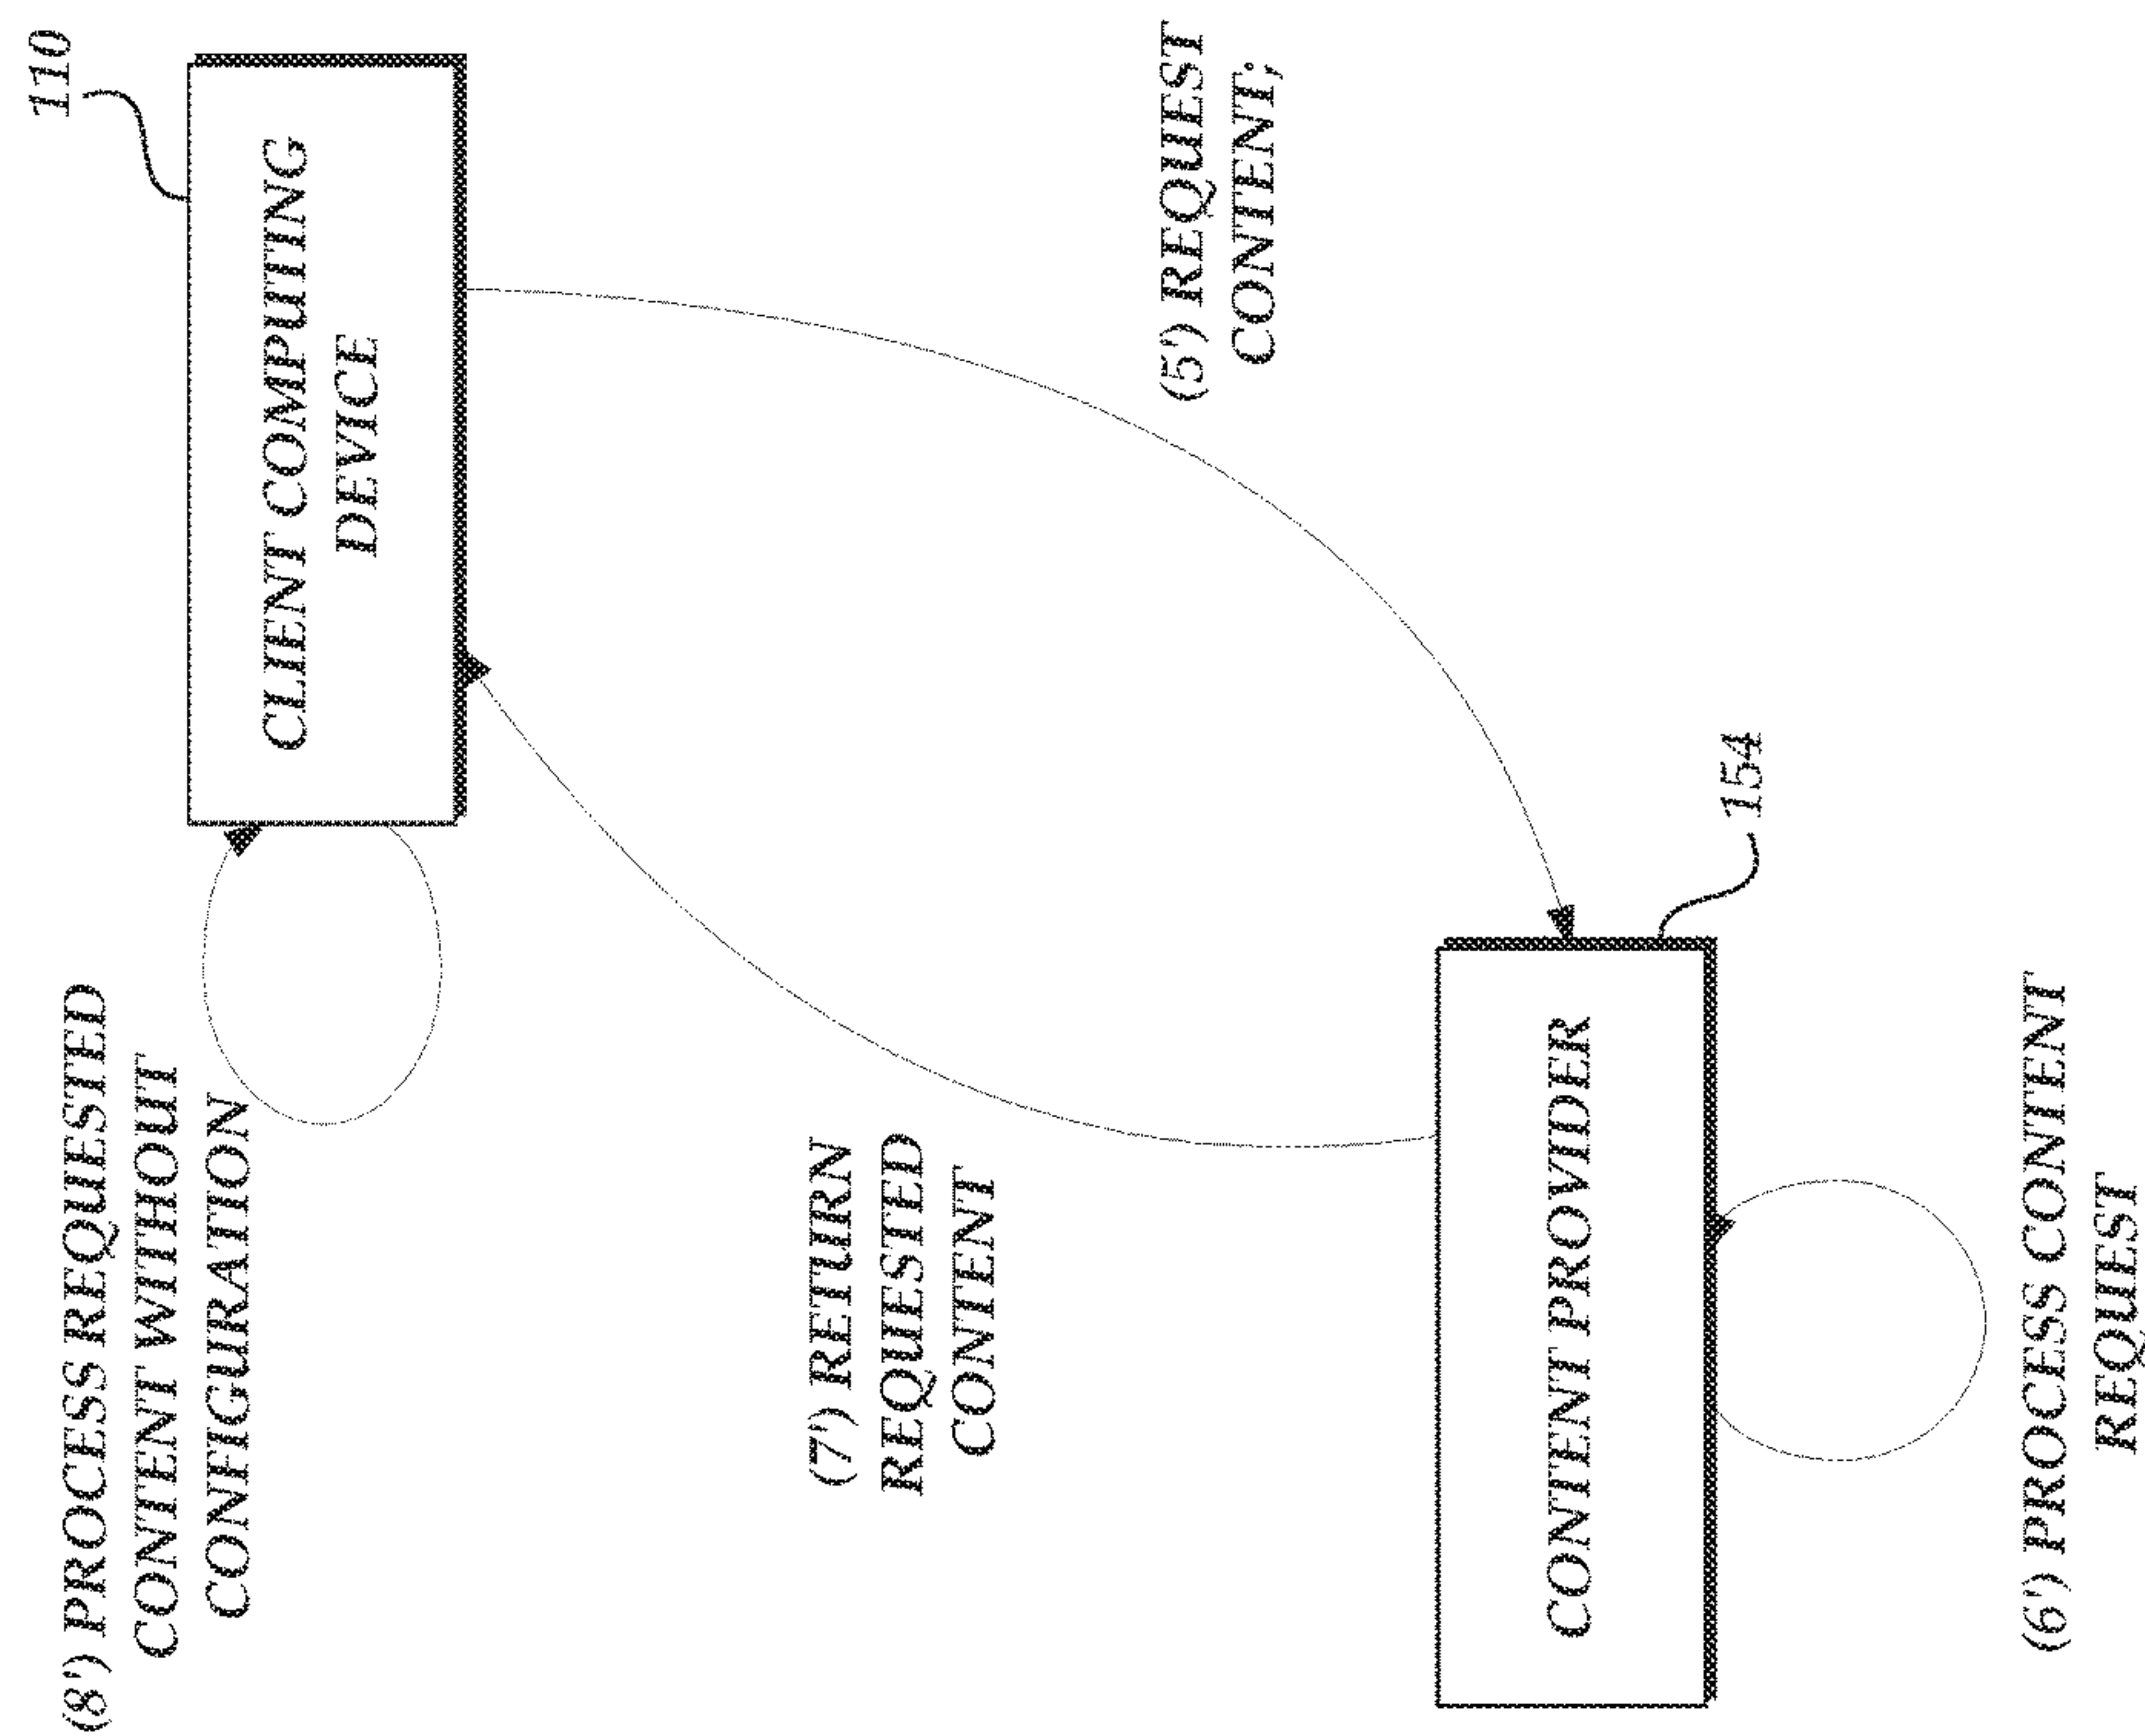 (8') PROCESS REQUESTED
CONTENT WITHOUT
CONFIGURATION
110
CLIENT COMPUTING
DEVICE
(7') RETURN
REQUESTED
CONTENT
(5') REQUEST
CONTENT;
154
CONTENT PROVIDER
(6') PROCESS CONTENT
REQUEST